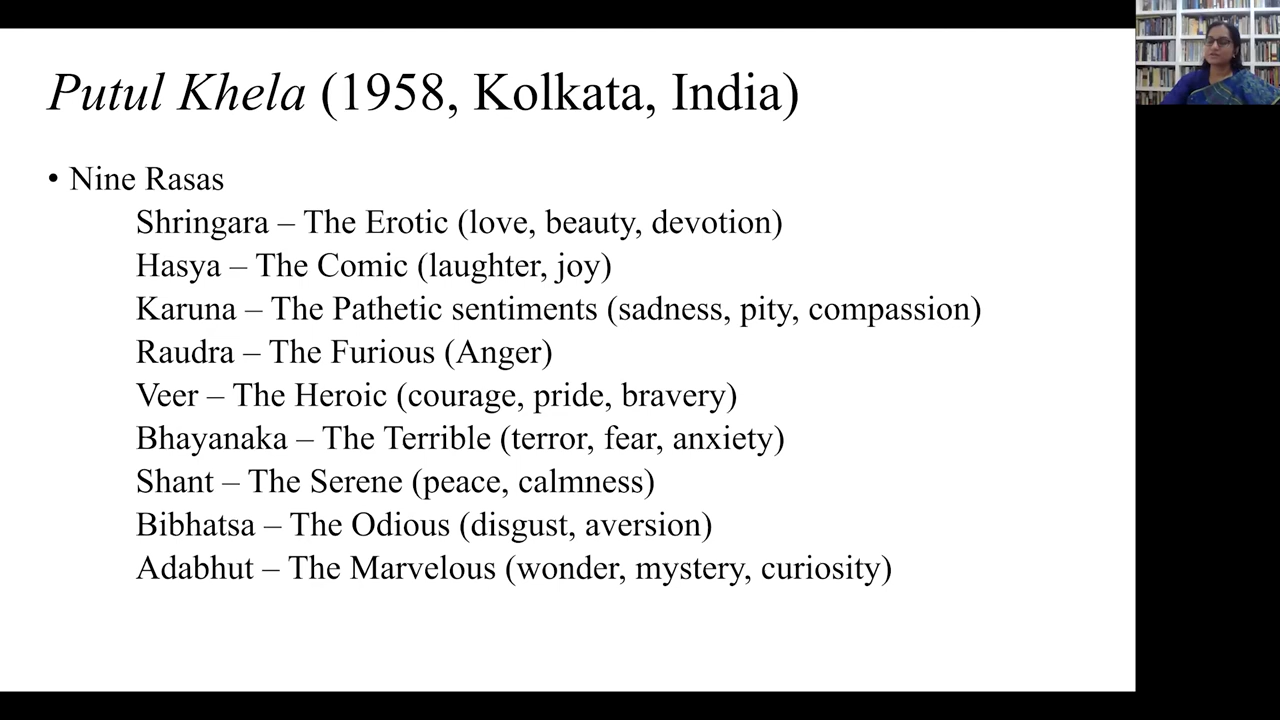 Putul Khela (1958, Kolkata, India)
• Nine Rasas
Shringara – The Erotic (love, beauty, devotion)
Hasya – The Comic (laughter, joy)
Karuna – The Pathetic sentiments (sadness, pity, compassion)
Raudra – The Furious (Anger)
Veer – The Heroic (courage, pride, bravery)
Bhayanaka – The Terrible (terror, fear, anxiety)
Shant – The Serene (peace, calmness)
Bibhatsa – The Odious (disgust, aversion)
Adabhut – The Marvelous (wonder, mystery, curiosity)